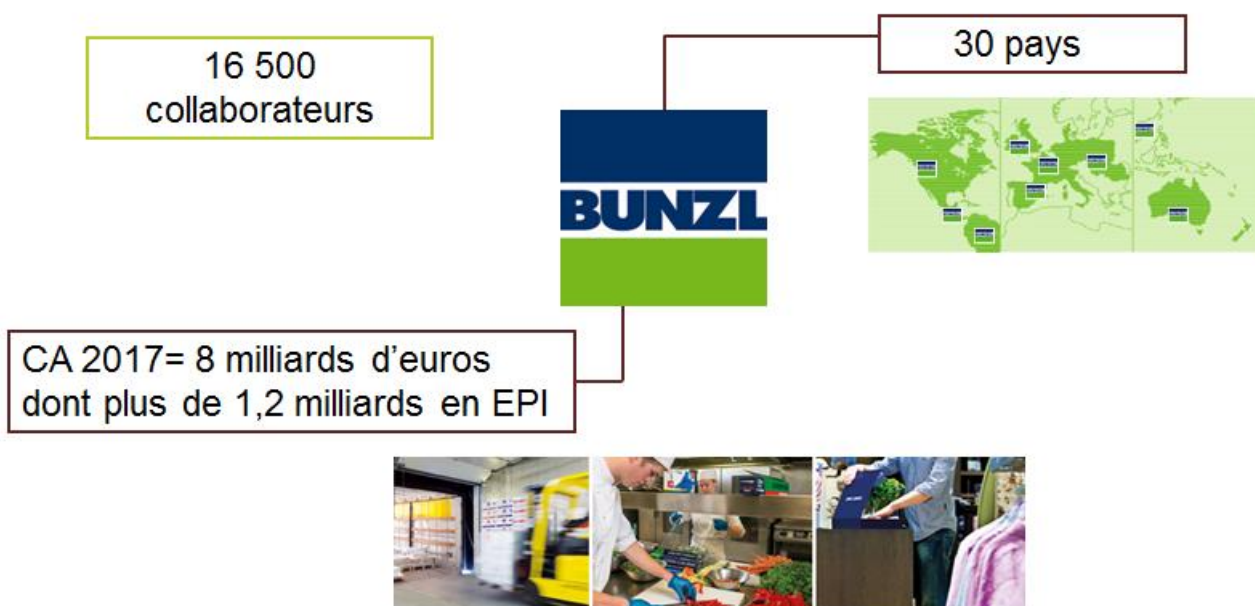 16 500
collaborateurs
30 pays
BUNZL
CA 2017= 8 milliards d'euros
dont plus de 1,2 milliards en EPI